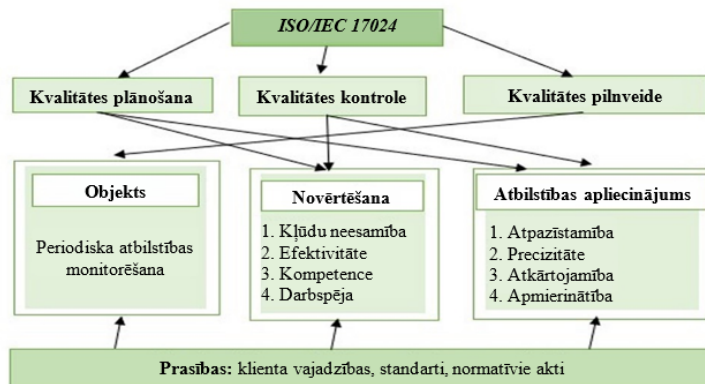 ISO/IEC 17024
Kvalitātes plānošana
Kvalitātes kontrole
Kvalitātes pilnveide
Objekts
Periodiska atbilstības
monitorēšana
Novērtēšana
1. Kļūdu neesamība
2. Efektivitāte
3. Kompetence
4. Darbspēja
Atbilstības apliecinājums
1. Atpazīstamība
2. Precizitāte
3. Atkārtojamība
4. Apmierinātība
Prasības: klienta vajadzības, standarti, normatīvie akti